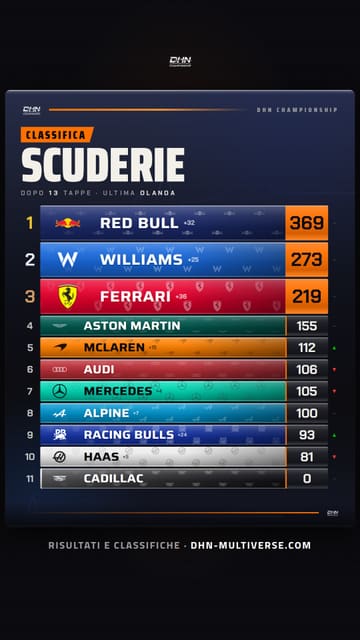 DHN
DHN
DHN CHAMPIONSHIP
CLASSIFICA
SCUDERIE
DOPO 13 TAPPE · ULTIMA OLANDA
1 RED BULL +32 369
2 WILLIAMS +25 273
3 FERRARI +36 219
4 ASTON MARTIN 155
5 MCLAREN 112
6 AUDI 106
7 MERCEDES 105
8 ALPINE +7 100
9 RACING BULLS +24 93
10 HAAS 81
11 CADILLAC 0
DHN
RISULTATI E CLASSIFICHE · DHN-MULTIVERSE.COM